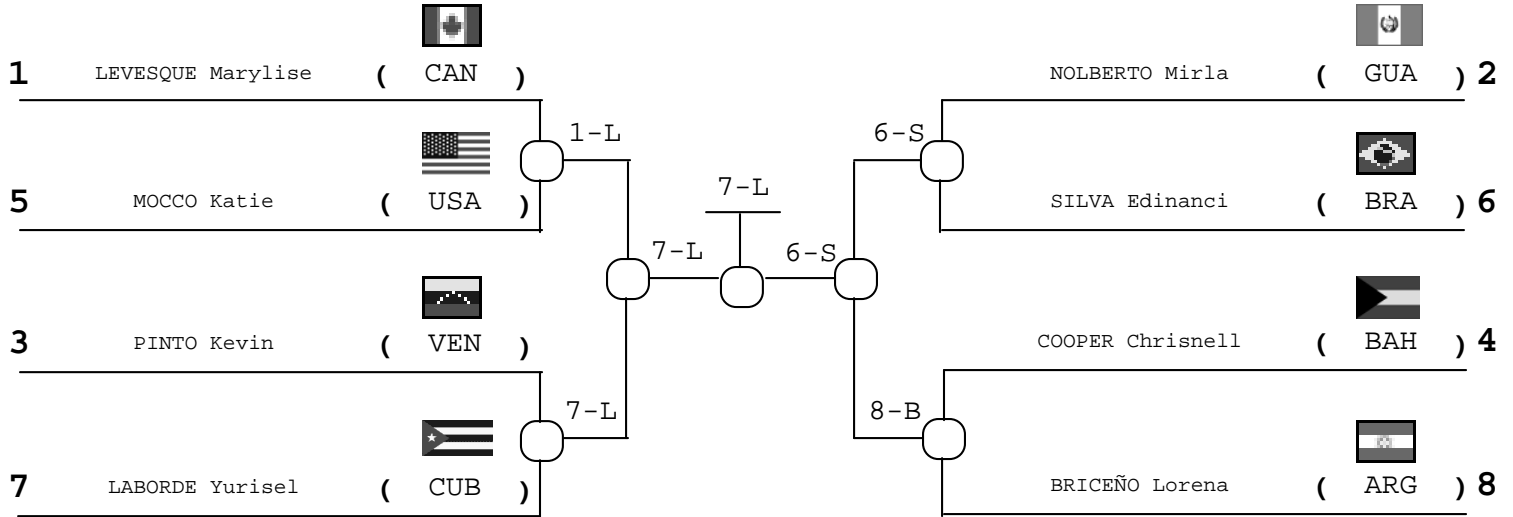 1 LEVESQUE Marylise ( CAN )
NOLBERTO Mirla ( GUA ) 2
1-L
6-S
5 MOCCO Katie ( USA )
7-L
SILVA Edinanci ( BRA ) 6
7-L
6-S
3 PINTO Kevin ( VEN )
COOPER Chrisnell ( BAH ) 4
7-L
8-B
7 LABORDE Yurisel ( CUB )
BRICEÑO Lorena ( ARG ) 8